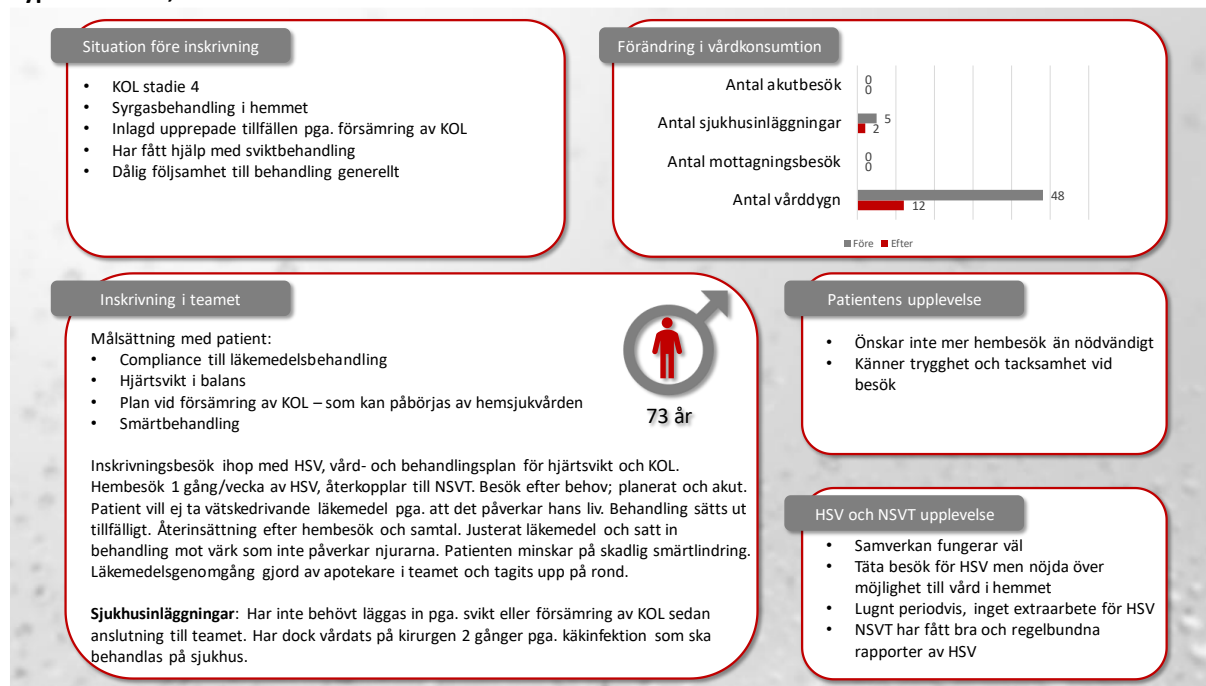 Situation före inskrivning
• KOL stadie 4
• Syrgasbehandling i hemmet
• Inlagd upprepade tillfällen pga. försämring av KOL
• Har fått hjälp med sviktbehandling
• Dålig följsamhet till behandling generellt
Förändring i vårdkonsumtion
Antal akutbesök 0
0
Antal sjukhusinläggningar 5
2
Antal mottagningsbesök 0
0
Antal vårddygn 48
12
Före Efter
Inskrivning i teamet
Målsättning med patient:
• Compliance till läkemedelsbehandling
• Hjärtsvikt i balans
• Plan vid försämring av KOL – som kan påbörjas av hemsjukvården
• Smärtbehandling
73 år
Inskrivningsbesök ihop med HSV, vård- och behandlingsplan för hjärtsvikt och KOL.
Hembesök 1 gång/vecka av HSV, återkopplar till NSVT. Besök efter behov; planerat och akut.
Patient vill ej ta vätskedrivande läkemedel pga. att det påverkar hans liv. Behandling sätts ut
tillfälligt. Återinsättning efter hembesök och samtal. Justerat läkemedel och satt in
behandling mot värk som inte påverkar njurarna. Patienten minskar på skadlig smärtlindring.
Läkemedelsgenomgång gjord av apotekare i teamet och tagits upp på rond.
Sjukhusinläggningar: Har inte behövt läggas in pga. svikt eller försämring av KOL sedan
anslutning till teamet. Har dock vårdats på kirurgen 2 gånger pga. käkinfektion som ska
behandlas på sjukhus.
Patientens upplevelse
• Önskar inte mer hembesök än nödvändigt
• Känner trygghet och tacksamhet vid
besök
HSV och NSVT upplevelse
• Samverkan fungerar väl
• Täta besök för HSV men nöjda över
möjlighet till vård i hemmet
• Lugnt periodvis, inget extraarbete för HSV
• NSVT har fått bra och regelbundna
rapporter av HSV